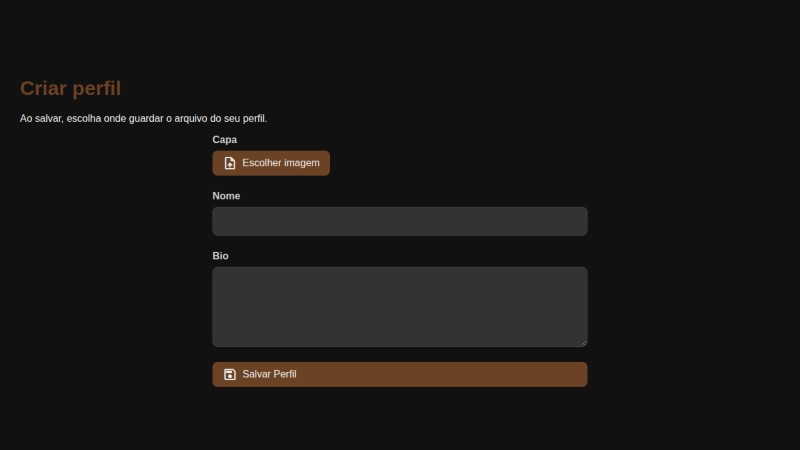 Criar perfil
Ao salvar, escolha onde guardar o arquivo do seu perfil.
Capa
Escolher imagem
Nome
Bio
Salvar Perfil